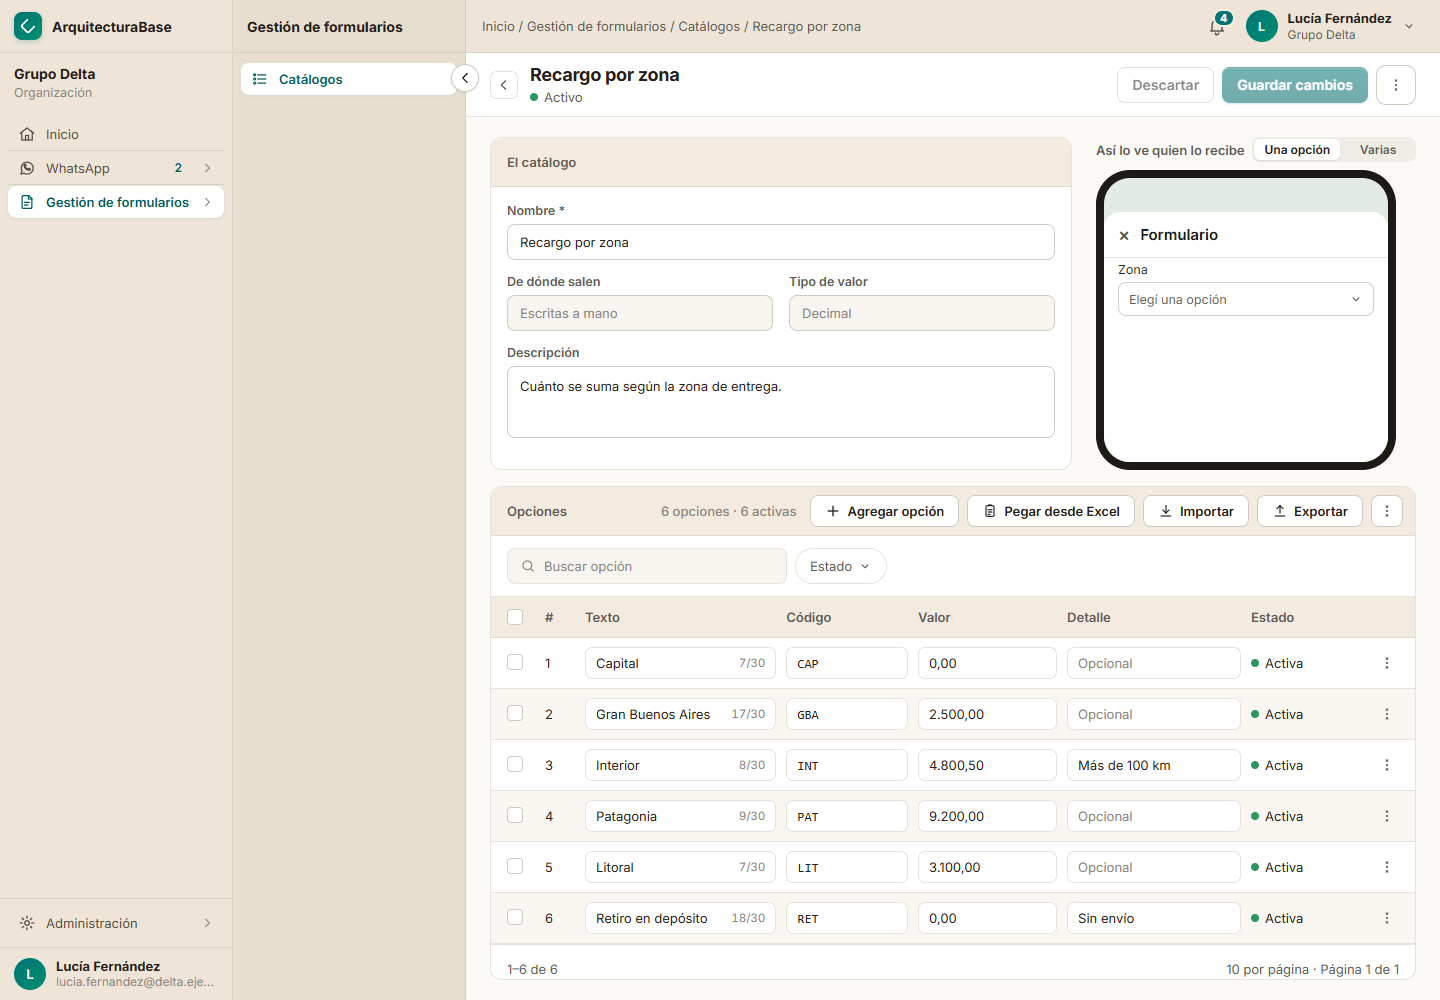 ArquitecturaBase
Grupo Delta
Organización
Inicio
WhatsApp 2
Gestión de formularios
Administración
L Lucía Fernández
lucia.fernandez@delta.eje...
Gestión de formularios
Catálogos
Inicio / Gestión de formularios / Catálogos / Recargo por zona
4
L Lucía Fernández
Grupo Delta
Recargo por zona
Activo
Descartar Guardar cambios
El catálogo
Nombre *
Recargo por zona
De dónde salen Tipo de valor
Escritas a mano Decimal
Descripción
Cuánto se suma según la zona de entrega.
Así lo ve quien lo recibe Una opción Varias
Formulario
Zona
Elegí una opción
Opciones 6 opciones · 6 activas Agregar opción Pegar desde Excel Importar Exportar
Buscar opción Estado
# Texto Código Valor Detalle Estado
1 Capital 7/30 CAP 0,00 Opcional Activa
2 Gran Buenos Aires 17/30 GBA 2.500,00 Opcional Activa
3 Interior 8/30 INT 4.800,50 Más de 100 km Activa
4 Patagonia 9/30 PAT 9.200,00 Opcional Activa
5 Litoral 7/30 LIT 3.100,00 Opcional Activa
6 Retiro en depósito 18/30 RET 0,00 Sin envío Activa
1–6 de 6 10 por página · Página 1 de 1